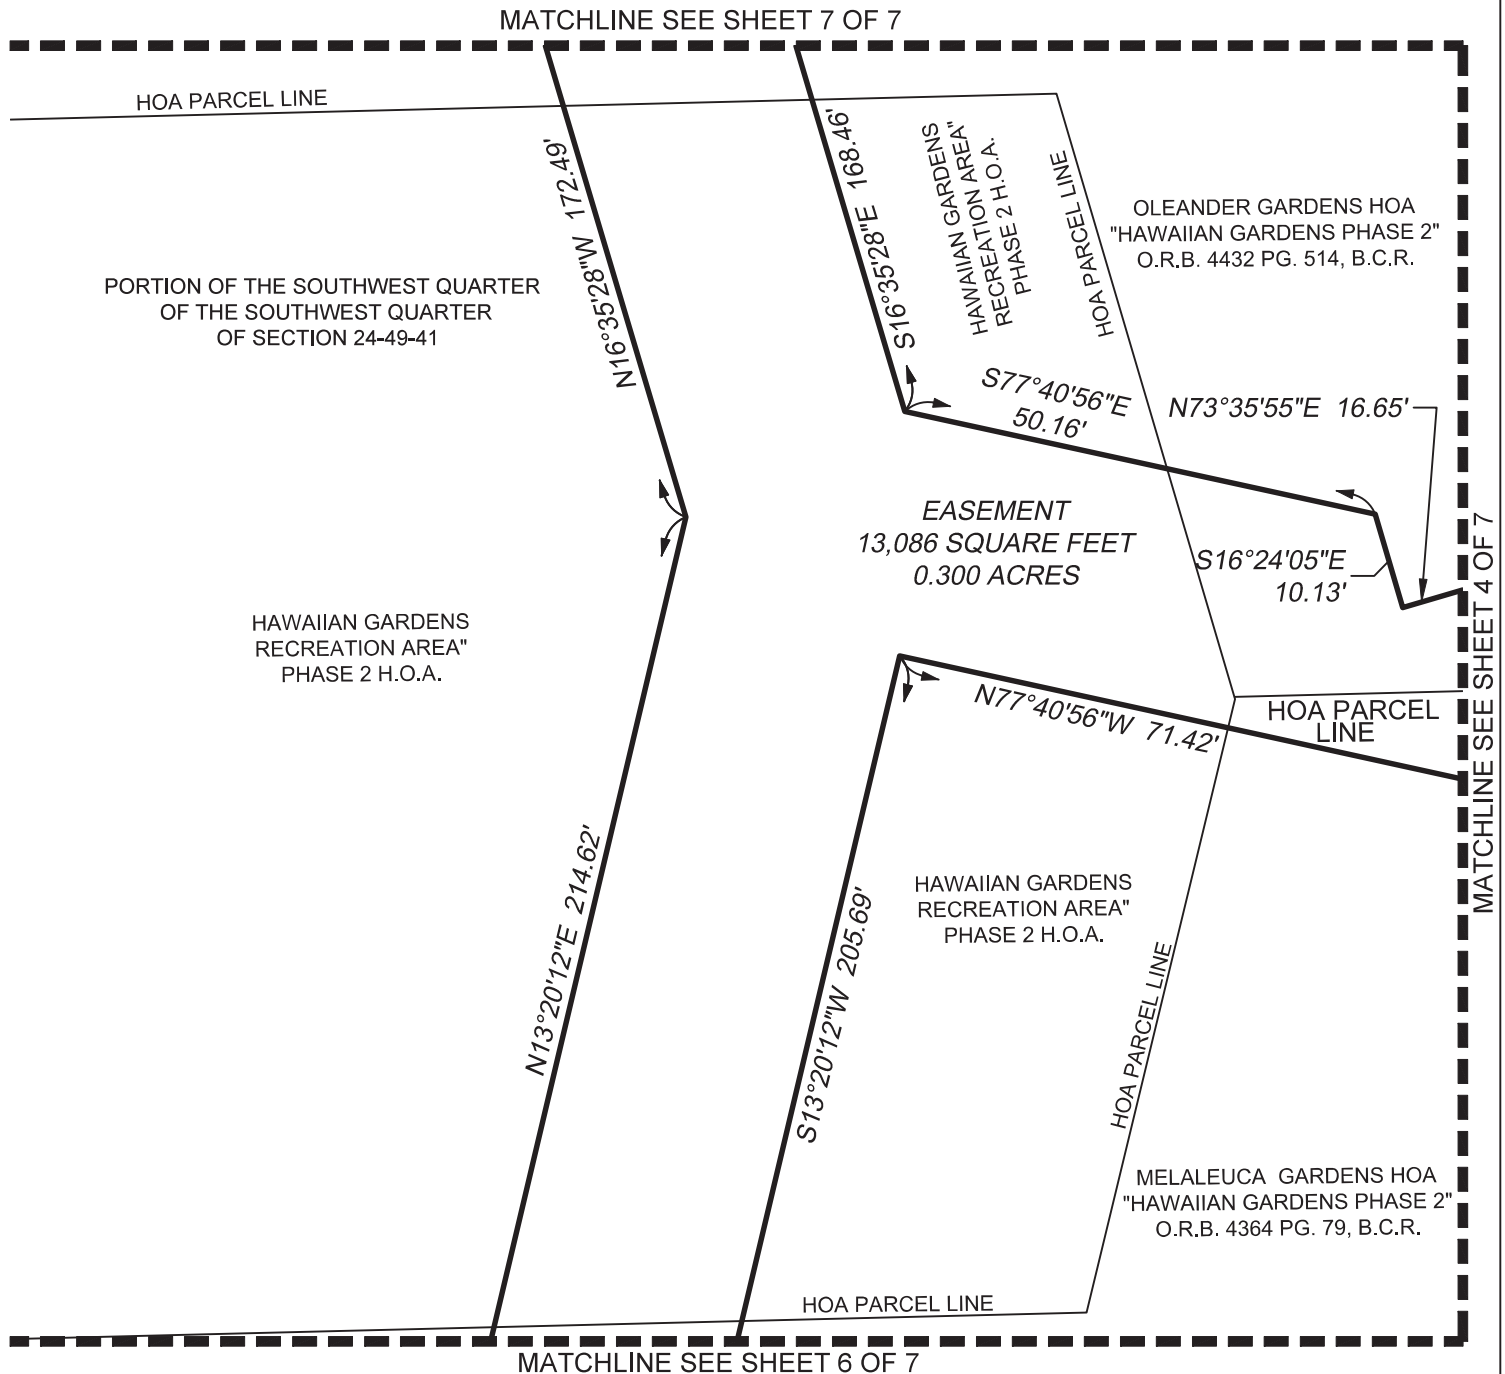 MATCHLINE SEE SHEET 7 OF 7
HOA PARCEL LINE
N16°35'28"W 172.49'
S16°35'28"E 168.46'
HAWAIIAN GARDENS
RECREATION AREA"
PHASE 2 H.O.A.
HOA PARCEL LINE
OLEANDER GARDENS HOA
"HAWAIIAN GARDENS PHASE 2"
O.R.B. 4432 PG. 514, B.C.R.
PORTION OF THE SOUTHWEST QUARTER
OF THE SOUTHWEST QUARTER
OF SECTION 24-49-41
S77°40'56"E
50.16'
N73°35'55"E 16.65'
EASEMENT
13,086 SQUARE FEET
0.300 ACRES
S16°24'05"E
10.13'
MATCHLINE SEE SHEET 4 OF 7
HAWAIIAN GARDENS
RECREATION AREA"
PHASE 2 H.O.A.
N77°40'56"W 71.42'
HOA PARCEL
LINE
N13°20'12"E 214.62'
S13°20'12"W 205.69'
HAWAIIAN GARDENS
RECREATION AREA"
PHASE 2 H.O.A.
HOA PARCEL LINE
MELALEUCA GARDENS HOA
"HAWAIIAN GARDENS PHASE 2"
O.R.B. 4364 PG. 79, B.C.R.
HOA PARCEL LINE
MATCHLINE SEE SHEET 6 OF 7